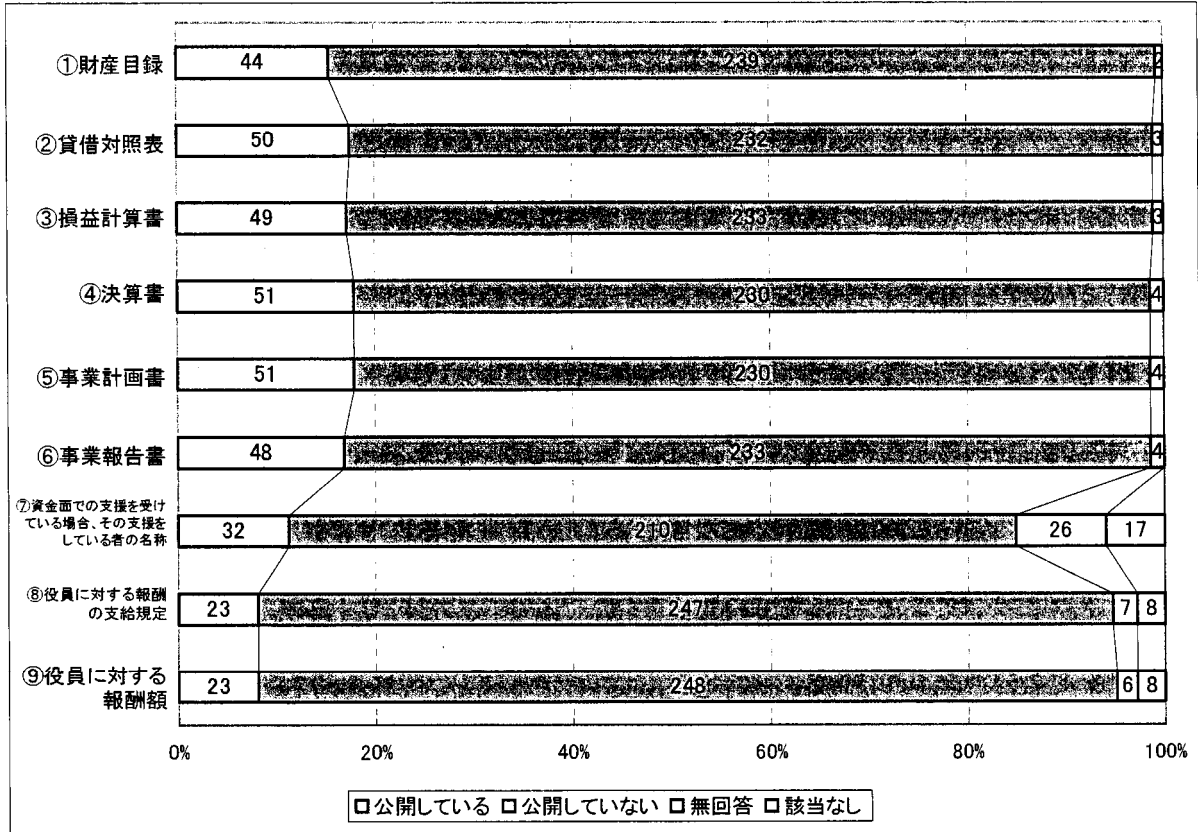 ①財産目録 44 239 2
②貸借対照表 50 232 3
③損益計算書 49 233 3
④決算書 51 230 4
⑤事業計画書 51 230 4
⑥事業報告書 48 233 4
⑦資金面での支援を受け
ている場合、その支援を
している者の名称
32 210 26 17
⑧役員に対する報酬
の支給規定
23 247 7 8
⑨役員に対する
報酬額
23 248 6 8
0% 20% 40% 60% 80% 100%
公開している 公開していない 無回答 該当なし